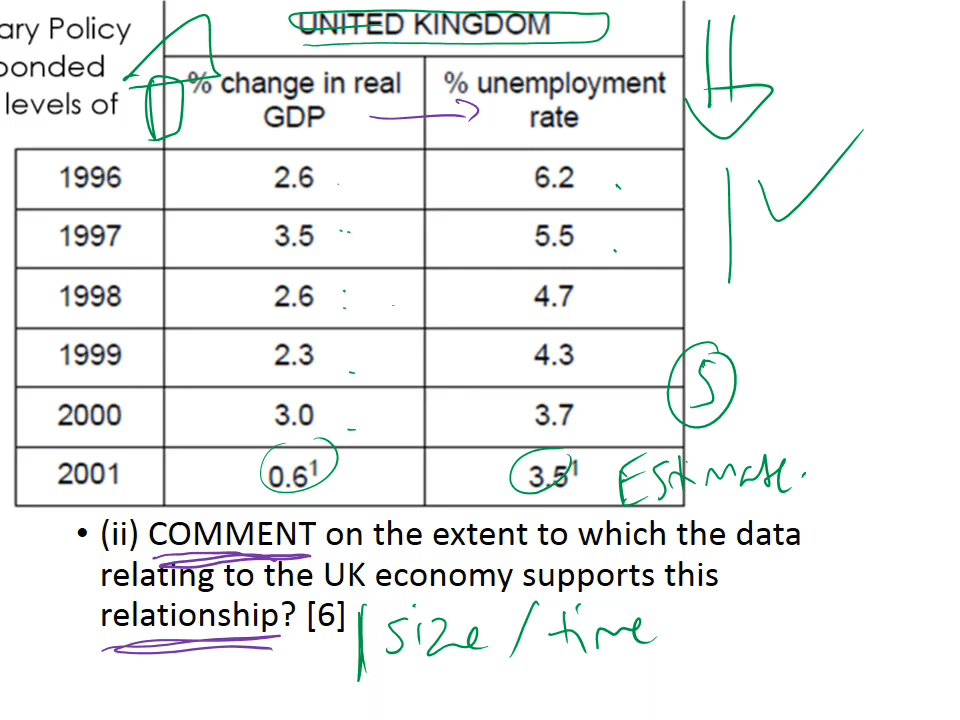 ary Policy
ponded
levels of
UNITED KINGDOM
% change in real GDP % unemployment rate
1996 2.6 6.2
1997 3.5 5.5
1998 2.6 4.7
1999 2.3 4.3
2000 3.0 3.7
2001 0.6¹ 3.5¹
5
Estimate.
• (ii) COMMENT on the extent to which the data
relating to the UK economy supports this
relationship? [6]
size / time